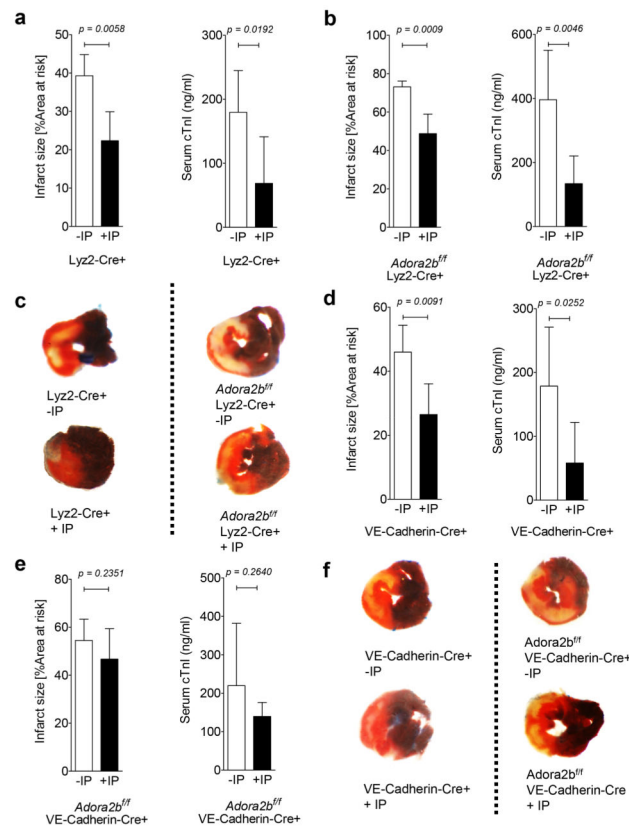 a
p = 0.0058
Infarct size [%Area at risk]
50
40
30
20
10
0
-IP +IP
Lyz2-Cre+
p = 0.0192
Serum cTnI (ng/ml)
300
200
100
0
-IP +IP
Lyz2-Cre+
b
p = 0.0009
Infarct size [%Area at risk]
100
80
60
40
20
0
-IP +IP
Adora2bf/f
Lyz2-Cre+
p = 0.0046
Serum cTnI (ng/ml)
600
400
200
0
-IP +IP
Adora2bf/f
Lyz2-Cre+
c
Lyz2-Cre+
-IP
Lyz2-Cre+
+ IP
Adora2bf/f
Lyz2-Cre+
-IP
Adora2bf/f
Lyz2-Cre+
+ IP
d
p = 0.0091
Infarct size [%Area at risk]
60
40
20
0
-IP +IP
VE-Cadherin-Cre+
p = 0.0252
Serum cTnI (ng/ml)
300
200
100
0
-IP +IP
VE-Cadherin-Cre+
e
p = 0.2351
Infarct size [%Area at risk]
80
60
40
20
0
-IP +IP
Adora2bf/f
VE-Cadherin-Cre+
p = 0.2640
Serum cTnI (ng/ml)
500
400
300
200
100
0
-IP +IP
Adora2bf/f
VE-Cadherin-Cre+
f
VE-Cadherin-Cre+
-IP
VE-Cadherin-Cre+
+ IP
Adora2bf/f
VE-Cadherin-Cre+
-IP
Adora2bf/f
VE-Cadherin-Cre
+ IP